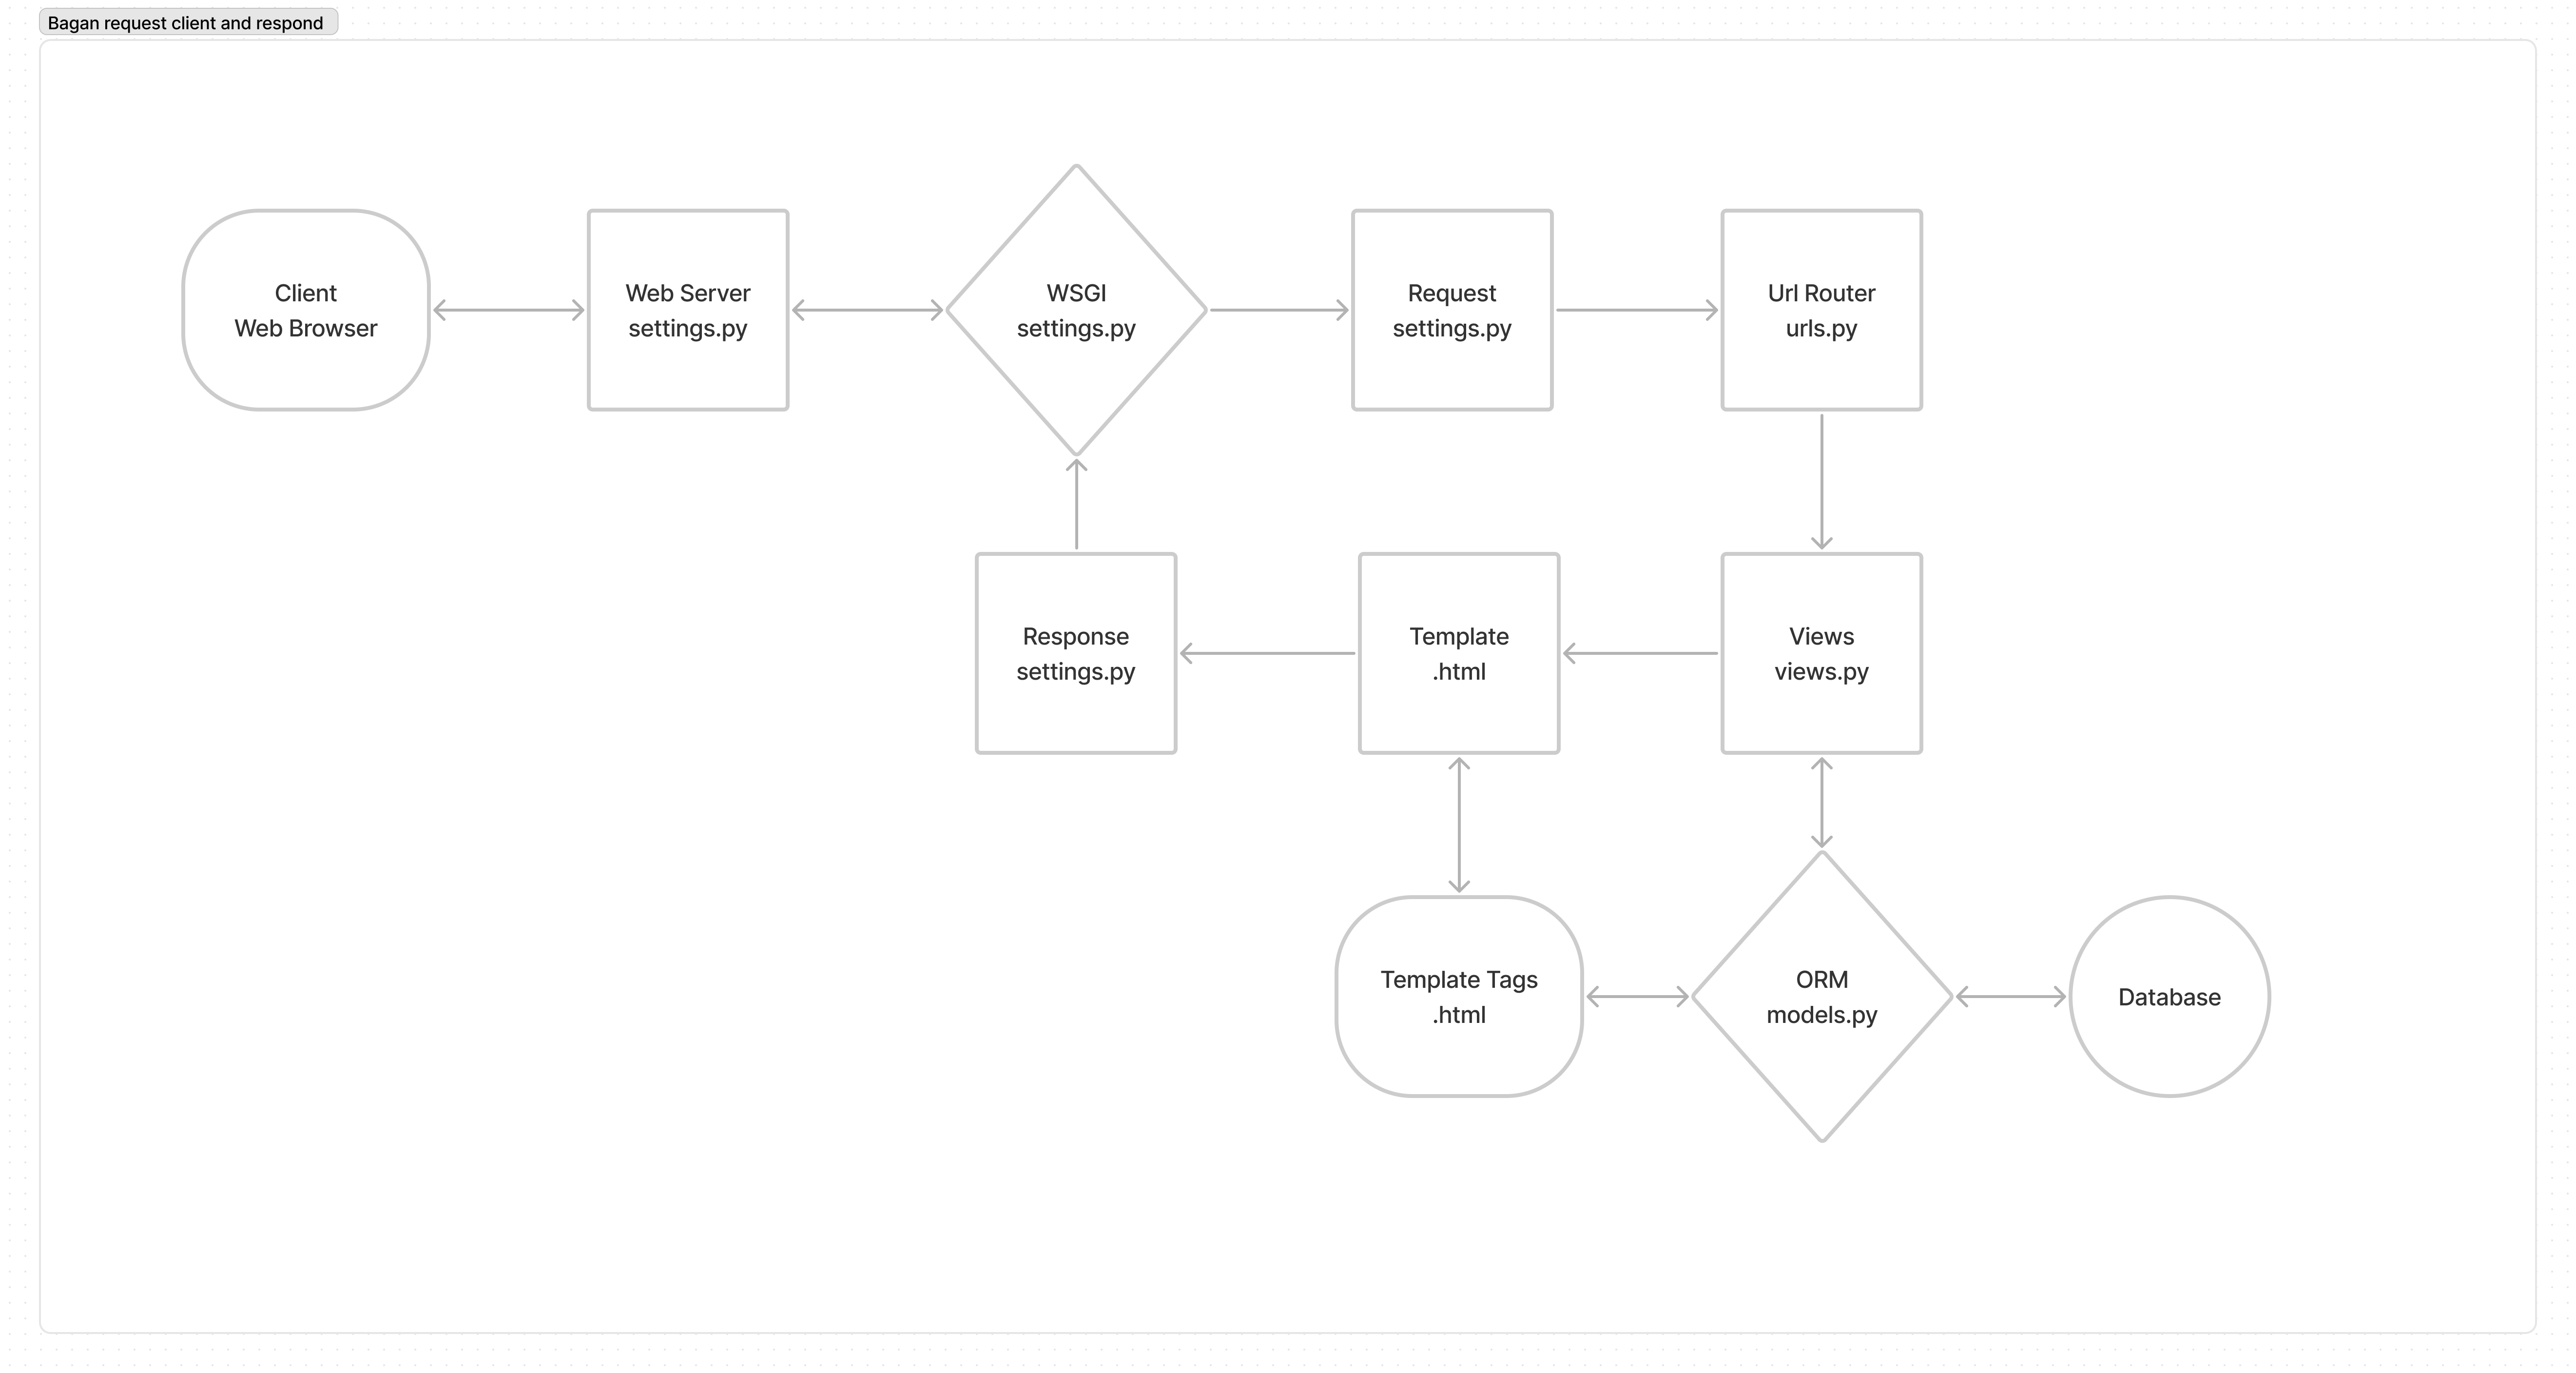 Bagan request client and respond
Client
Web Browser
Web Server
settings.py
WSGI
settings.py
Request
settings.py
Url Router
urls.py
Response
settings.py
Template
.html
Views
views.py
Template Tags
.html
ORM
models.py
Database